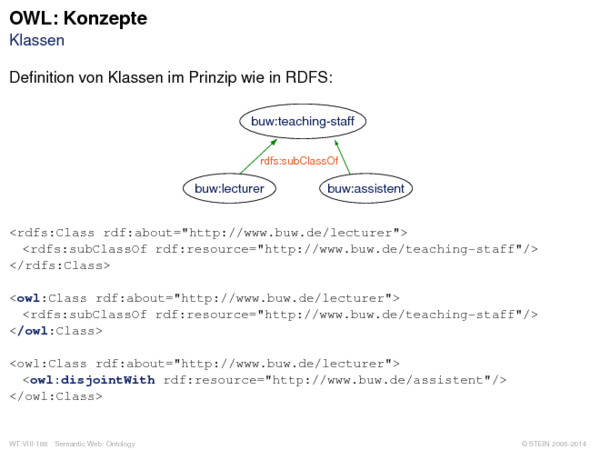 OWL: Konzepte
Klassen
Definition von Klassen im Prinzip wie in RDFS:
buw:teaching-staff
rdfs:subClassOf
buw:lecturer
buw:assistent
<rdfs:Class rdf:about="http://www.buw.de/lecturer">
<rdfs:subClassOf rdf:resource="http://www.buw.de/teaching-staff"/>
</rdfs:Class>
<owl:Class rdf:about="http://www.buw.de/lecturer">
<rdfs:subClassOf rdf:resource="http://www.buw.de/teaching-staff"/>
</owl:Class>
<owl:Class rdf:about="http://www.buw.de/lecturer">
<owl:disjointWith rdf:resource="http://www.buw.de/assistent"/>
</owl:Class>
WT:VIII-188 Semantic Web: Ontology
© STEIN 2005-2014